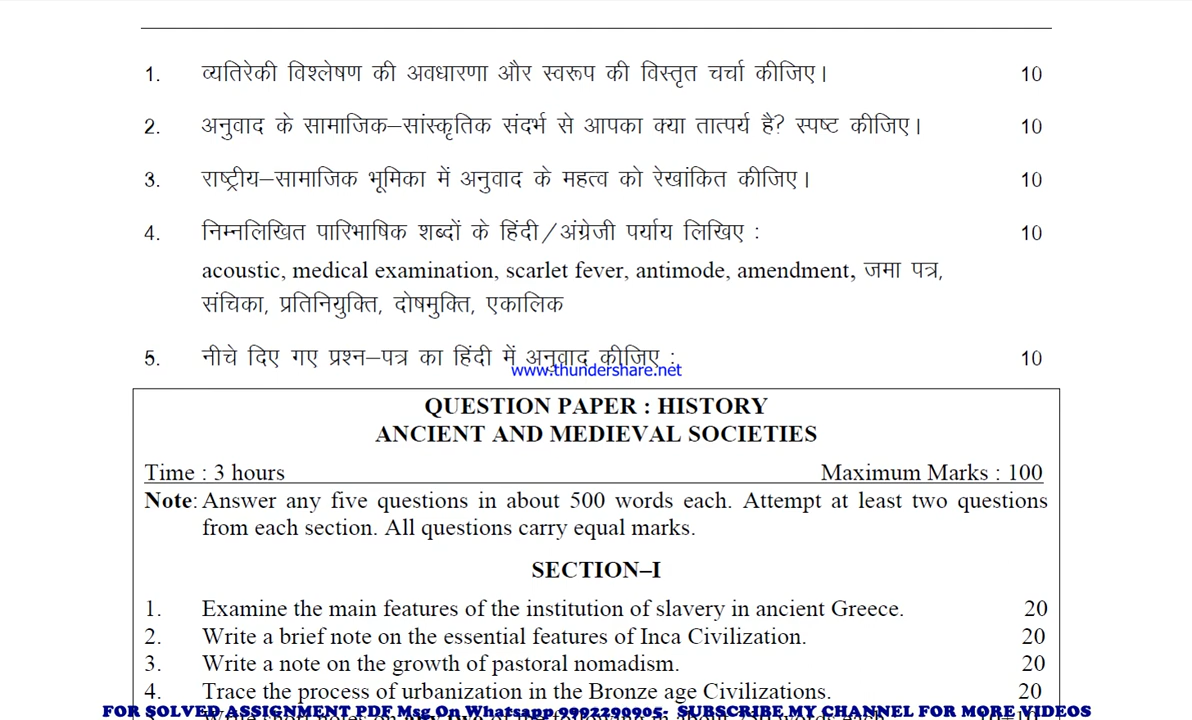 1. व्यतिरेकी विश्लेषण की अवधारणा और स्वरूप की विस्तृत चर्चा कीजिए। 10
2. अनुवाद के सामाजिक–सांस्कृतिक संदर्भ से आपका क्या तात्पर्य है? स्पष्ट कीजिए। 10
3. राष्ट्रीय–सामाजिक भूमिका में अनुवाद के महत्व को रेखांकित कीजिए। 10
4. निम्नलिखित पारिभाषिक शब्दों के हिंदी/अंग्रेजी पर्याय लिखिए : 10
acoustic, medical examination, scarlet fever, antimode, amendment, जमा पत्र,
संचिका, प्रतिनियुक्ति, दोषमुक्ति, एकालिक
5. नीचे दिए गए प्रश्न–पत्र का हिंदी में अनुवाद कीजिए : 10
www.thundershare.net
QUESTION PAPER : HISTORY
ANCIENT AND MEDIEVAL SOCIETIES
Time : 3 hours Maximum Marks : 100
Note: Answer any five questions in about 500 words each. Attempt at least two questions
from each section. All questions carry equal marks.
SECTION–I
1. Examine the main features of the institution of slavery in ancient Greece. 20
2. Write a brief note on the essential features of Inca Civilization. 20
3. Write a note on the growth of pastoral nomadism. 20
4. Trace the process of urbanization in the Bronze age Civilizations. 20
FOR SOLVED ASSIGNMENT PDF Msg On Whatsapp 9992290905- SUBSCRIBE MY CHANNEL FOR MORE VIDEOS